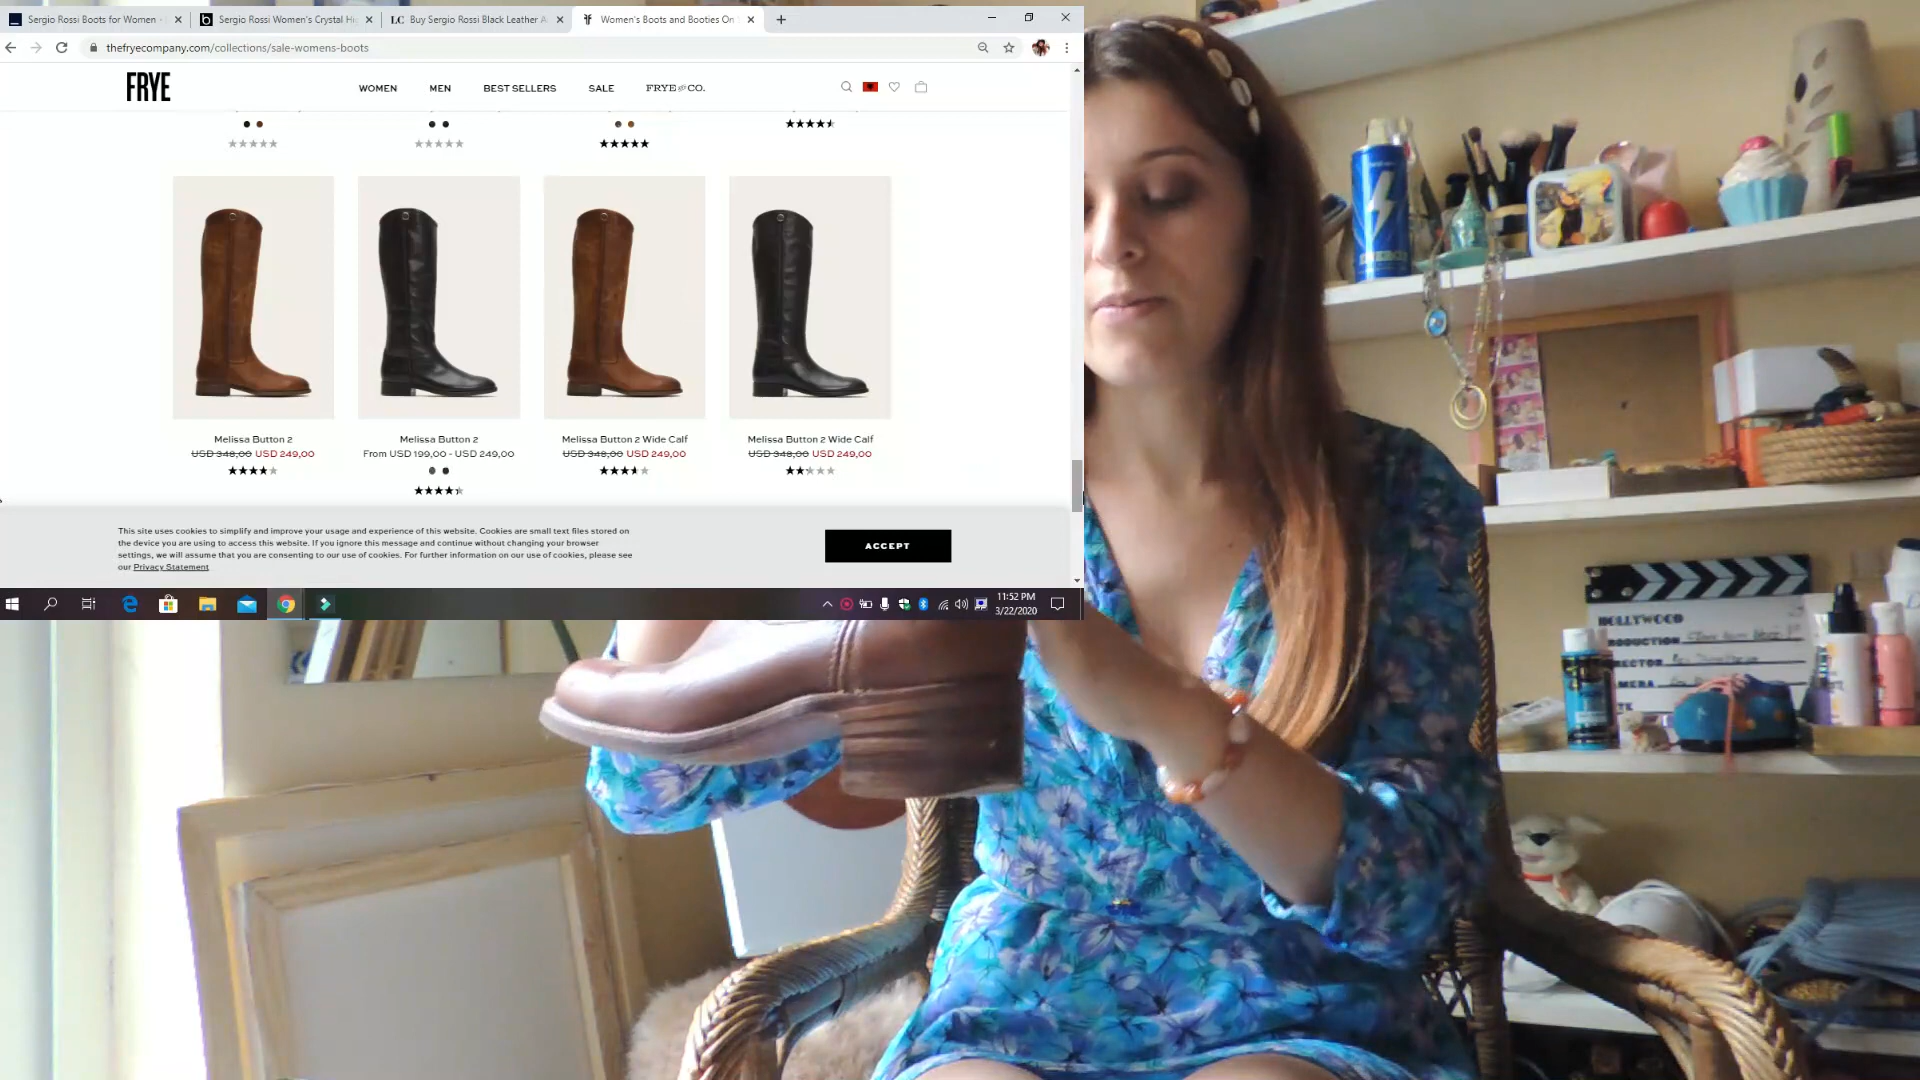 Sergio Rossi Boots for Women -
Sergio Rossi Women's Crystal Hi
LC Buy Sergio Rossi Black Leather A
Women's Boots and Booties On
thefryecompany.com/collections/sale-womens-boots
FRYE
WOMEN MEN BEST SELLERS SALE FRYE and CO.
Melissa Button 2
USD 348,00 USD 249,00
Melissa Button 2
From USD 199,00 - USD 249,00
Melissa Button 2 Wide Calf
USD 348,00 USD 249,00
Melissa Button 2 Wide Calf
USD 348,00 USD 249,00
This site uses cookies to simplify and improve your usage and experience of this website. Cookies are small text files stored on
the device you are using to access this website. If you ignore this message and continue without changing your browser
settings, we will assume that you are consenting to our use of cookies. For further information on our use of cookies, please see
our Privacy Statement
ACCEPT
11:52 PM
3/22/2020
HOLLYWOOD